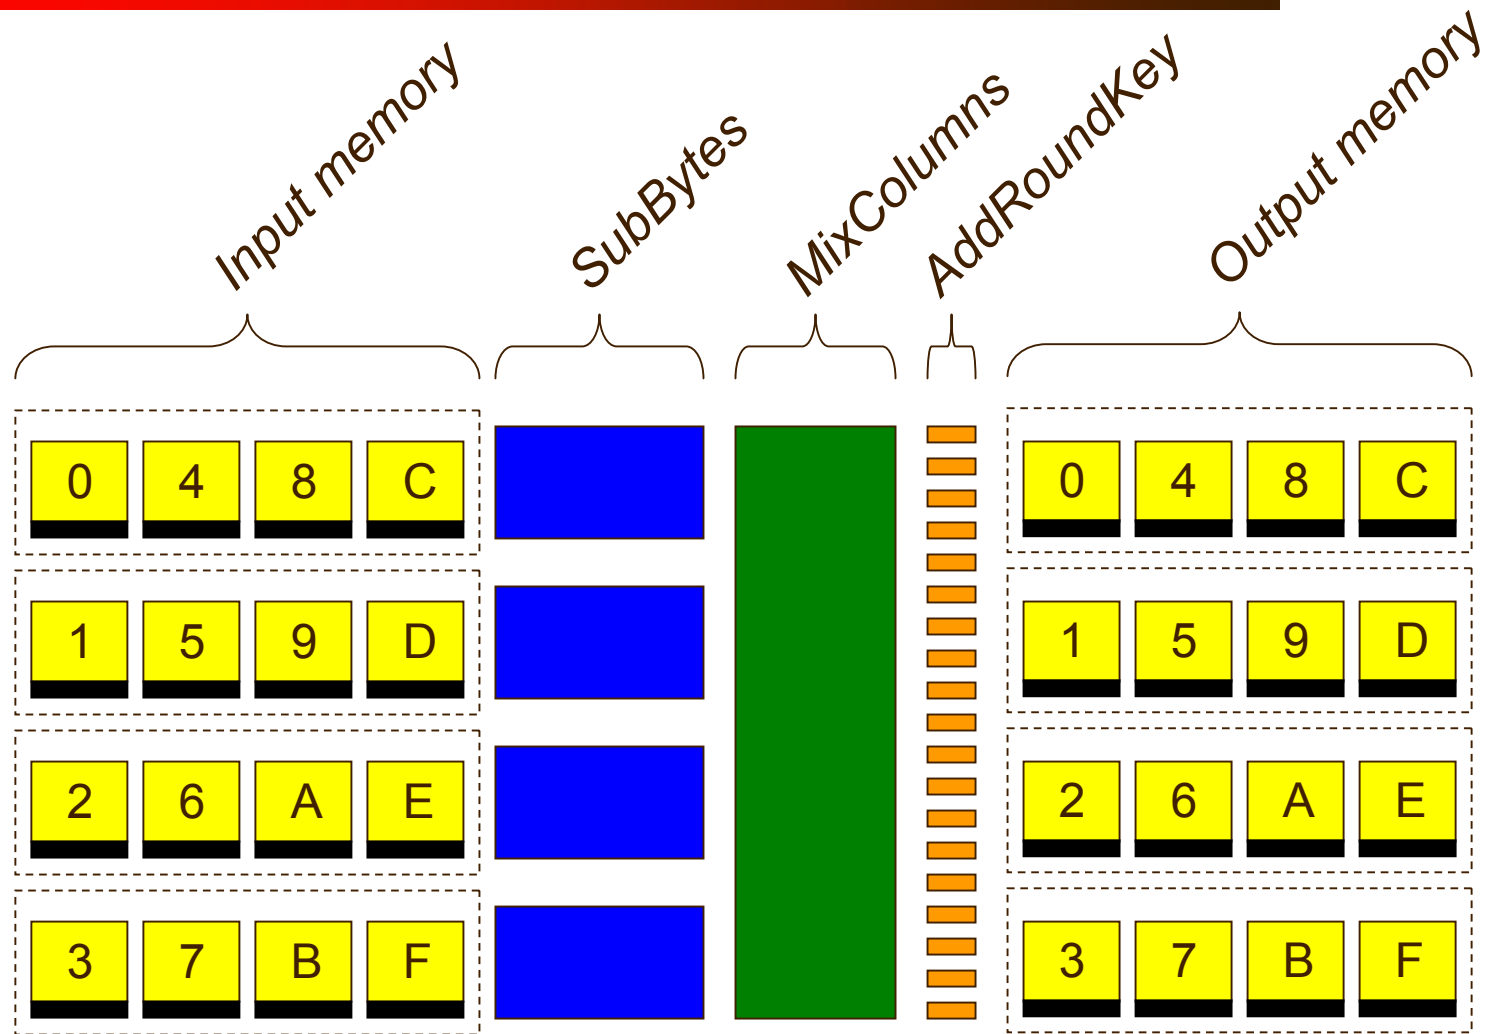 Input memory
SubBytes
MixColumns
AddRoundKey
Output memory
0 4 8 C 0 4 8 C
1 5 9 D 1 5 9 D
2 6 A E 2 6 A E
3 7 B F 3 7 B F